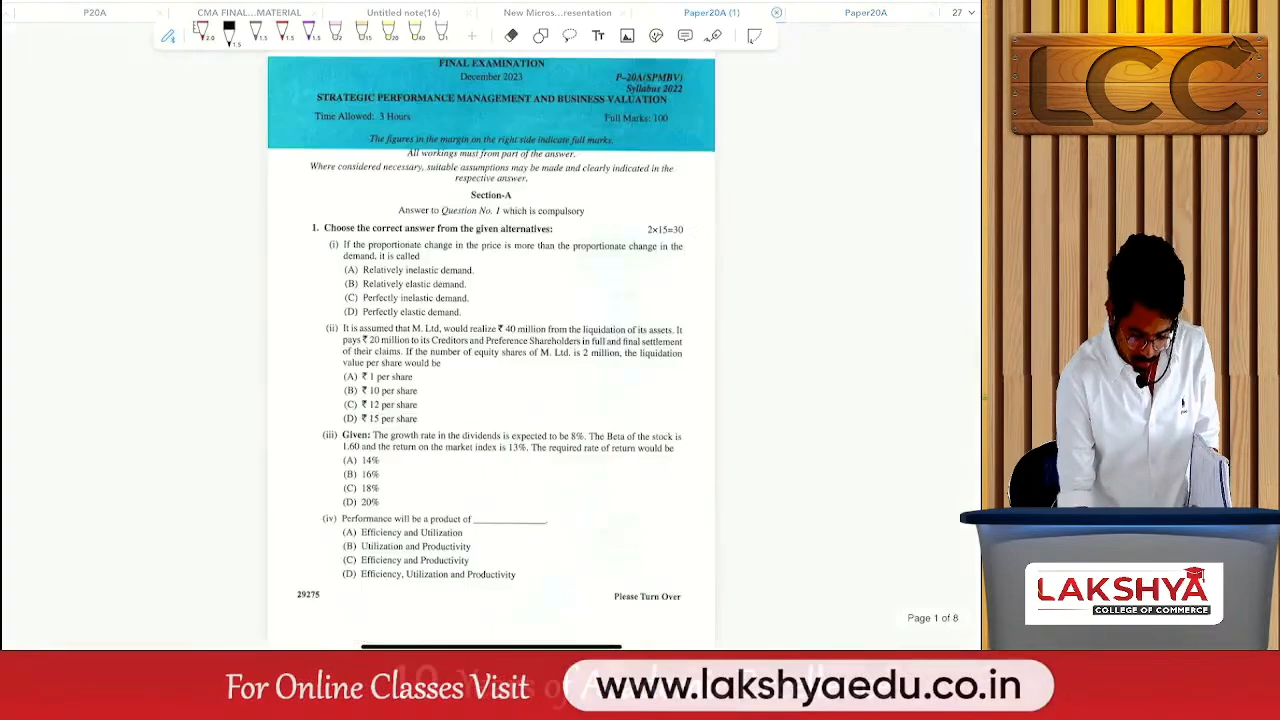 P20A
CMA FINAL...MATERIAL
Untitled note(16)
New Micros...resentation
Paper20A (1)
Paper20A
27
2.0
1.5
1.5
1.5
1.5
Tт
FINAL EXAMINATION
December 2023
P–20A(SPMBV)
Syllabus 2022
STRATEGIC PERFORMANCE MANAGEMENT AND BUSINESS VALUATION
Time Allowed: 3 Hours
Full Marks: 100
The figures in the margin on the right side indicate full marks.
All workings must from part of the answer.
Where considered necessary, suitable assumptions may be made and clearly indicated in the
respective answer.
Section-A
Answer to Question No. 1 which is compulsory
1. Choose the correct answer from the given alternatives:
2×15=30
(i) If the proportionate change in the price is more than the proportionate change in the
demand, it is called
(A) Relatively inelastic demand.
(B) Relatively elastic demand.
(C) Perfectly inelastic demand.
(D) Perfectly elastic demand.
(ii) It is assumed that M. Ltd, would realize ₹ 40 million from the liquidation of its assets. It
pays ₹ 20 million to its Creditors and Preference Shareholders in full and final settlement
of their claims. If the number of equity shares of M. Ltd. is 2 million, the liquidation
value per share would be
(A) ₹ 1 per share
(B) ₹ 10 per share
(C) ₹ 12 per share
(D) ₹ 15 per share
(iii) Given: The growth rate in the dividends is expected to be 8%. The Beta of the stock is
1.60 and the return on the market index is 13%. The required rate of return would be
(A) 14%
(B) 16%
(C) 18%
(D) 20%
(iv) Performance will be a product of ______________.
(A) Efficiency and Utilization
(B) Utilization and Productivity
(C) Efficiency and Productivity
(D) Efficiency, Utilization and Productivity
29275
Please Turn Over
Page 1 of 8
LCC
LAKSHYA
COLLEGE OF COMMERCE
For Online Classes Visit
www.lakshyaedu.co.in